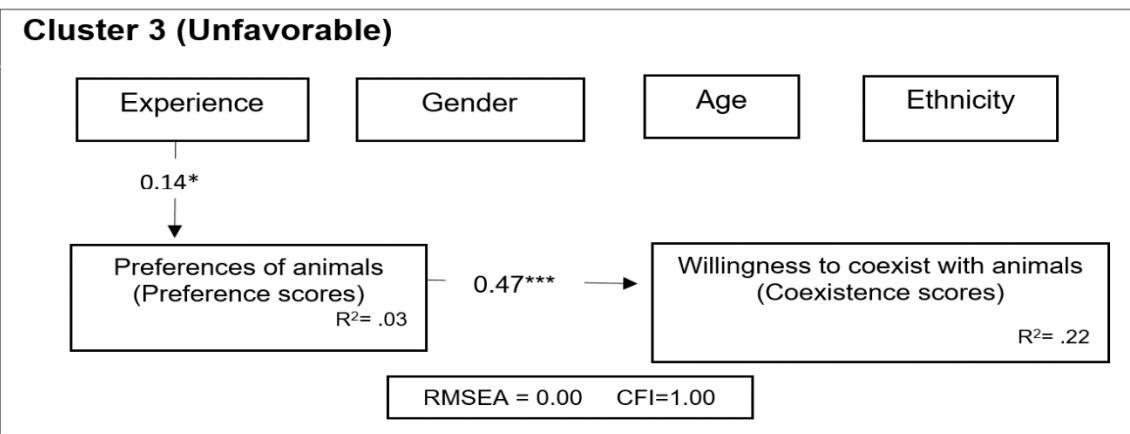 Cluster 3 (Unfavorable)
Experience
Gender
Age
Ethnicity
0.14*
Preferences of animals
(Preference scores)
R²= .03
0.47***
Willingness to coexist with animals
(Coexistence scores)
R²= .22
RMSEA = 0.00 CFI=1.00